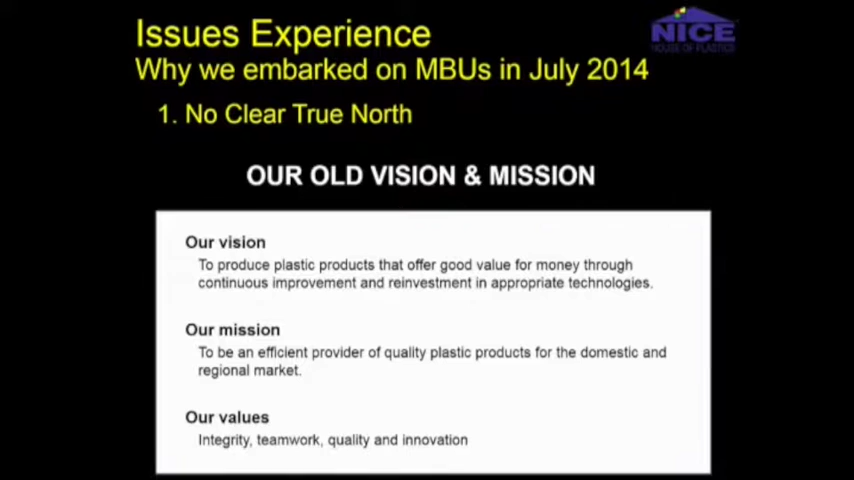 Issues Experience
NICE
HOUSE OF PLASTICS
Why we embarked on MBUs in July 2014
1. No Clear True North
OUR OLD VISION & MISSION
Our vision
To produce plastic products that offer good value for money through
continuous improvement and reinvestment in appropriate technologies.
Our mission
To be an efficient provider of quality plastic products for the domestic and
regional market.
Our values
Integrity, teamwork, quality and innovation